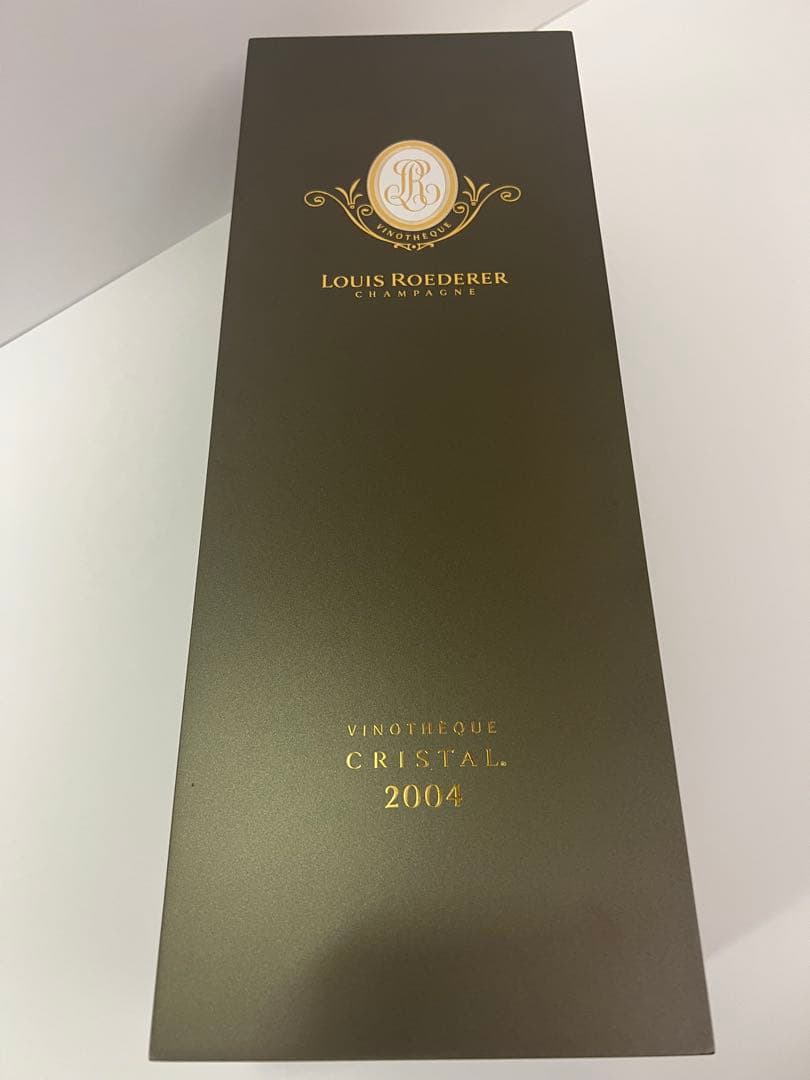 LR
VINOTHÈQUE
LOUIS ROEDERER
CHAMPAGNE
VINOTHÈQUE
CRISTAL®
2004